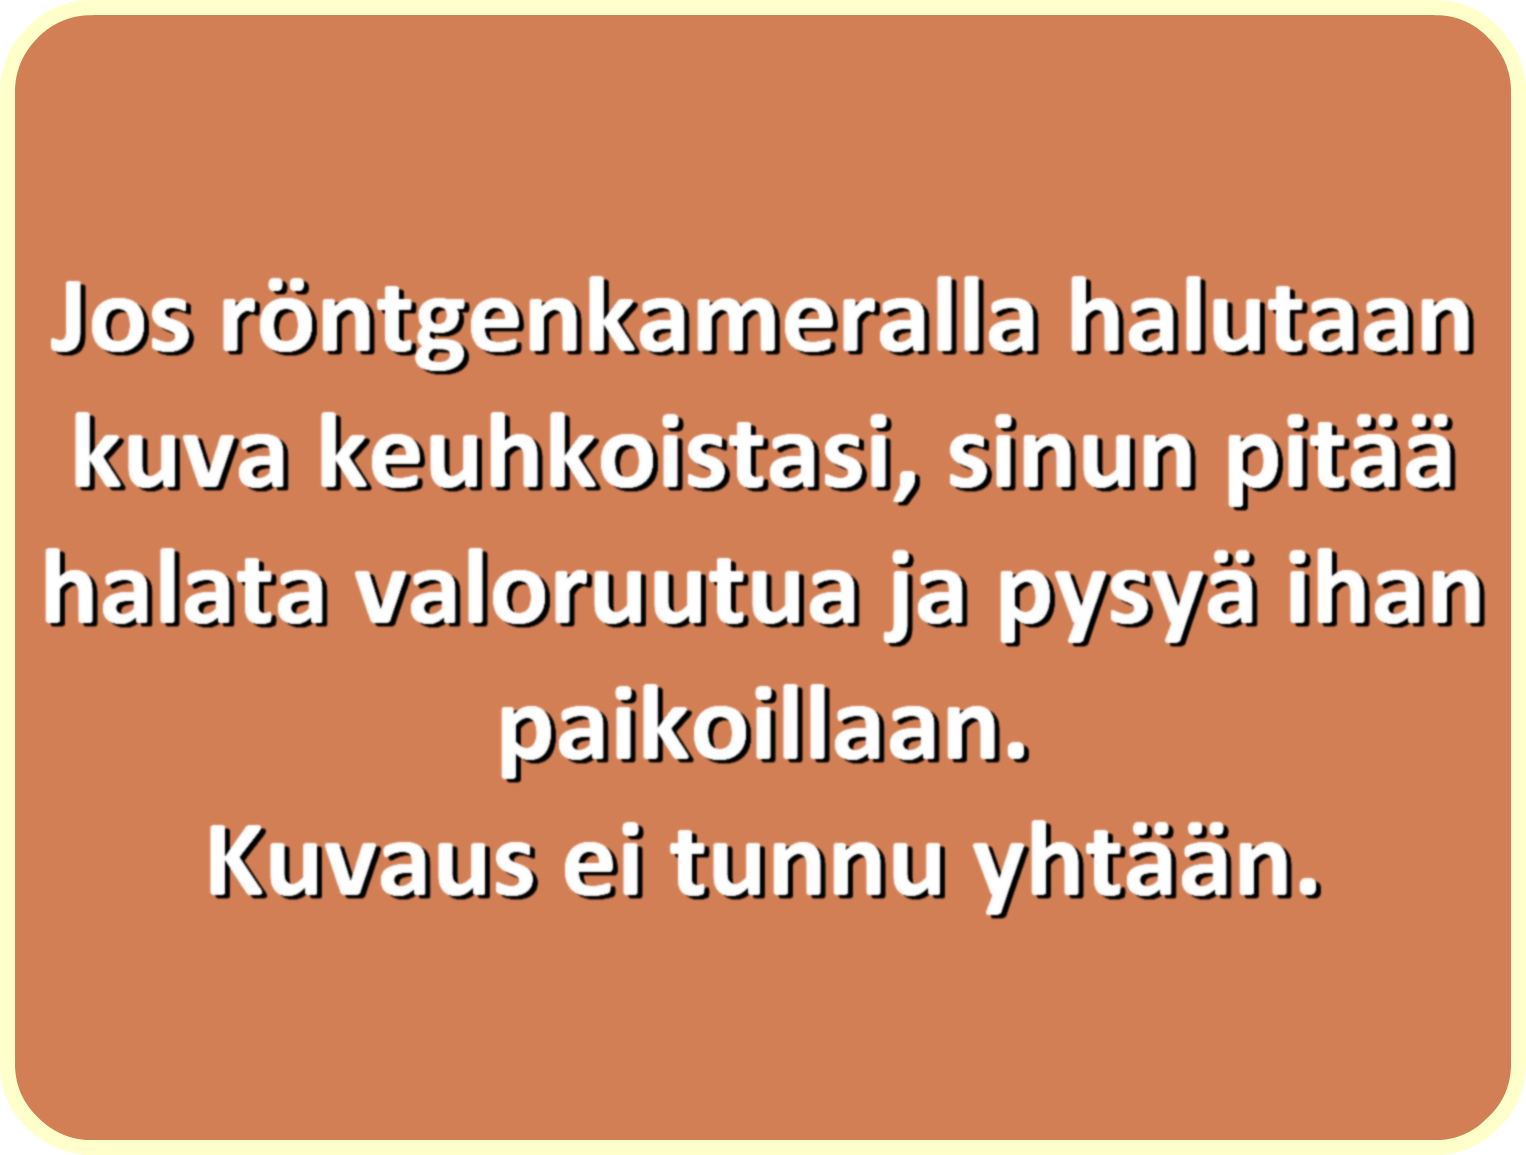 Jos röntgenkameralla halutaan
kuva keuhkoistasi, sinun pitää
halata valoruutua ja pysyä ihan
paikoillaan.
Kuvaus ei tunnu yhtään.